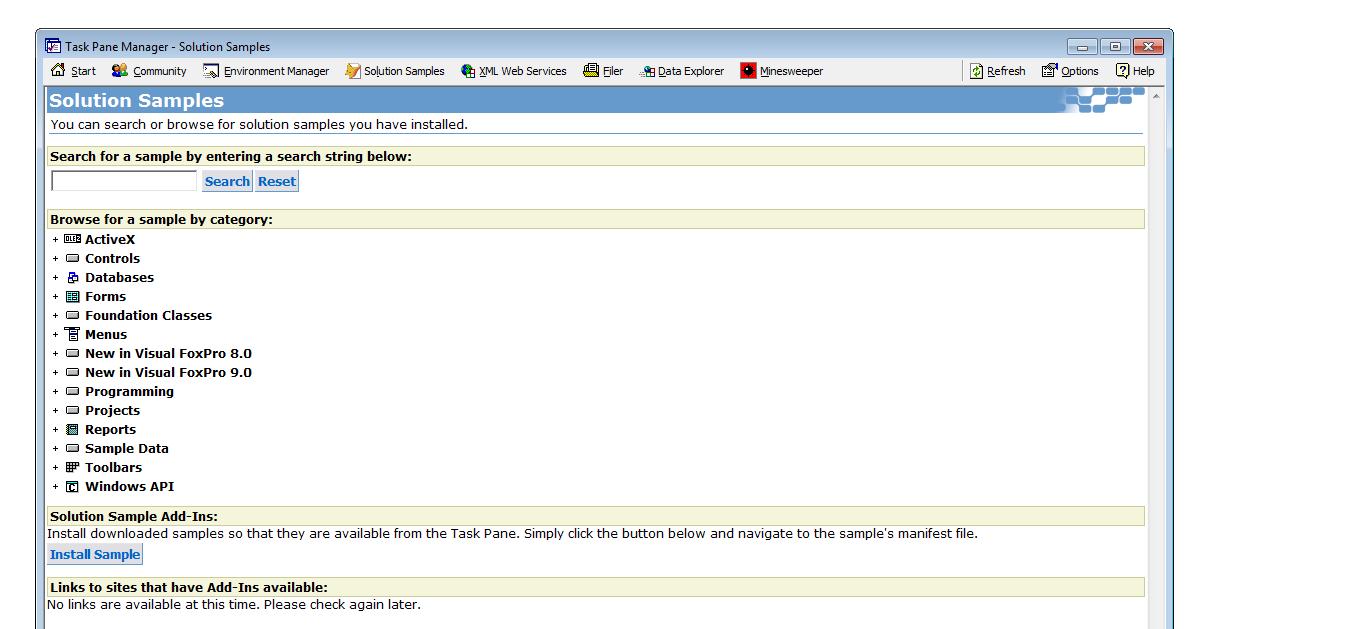 Task Pane Manager - Solution Samples
Start Community Environment Manager Solution Samples XML Web Services Filer Data Explorer Minesweeper Refresh Options Help
Solution Samples
You can search or browse for solution samples you have installed.
Search for a sample by entering a search string below:
Search Reset
Browse for a sample by category:
+ ActiveX
+ Controls
+ Databases
+ Forms
+ Foundation Classes
+ Menus
+ New in Visual FoxPro 8.0
+ New in Visual FoxPro 9.0
+ Programming
+ Projects
+ Reports
+ Sample Data
+ Toolbars
+ Windows API
Solution Sample Add-Ins:
Install downloaded samples so that they are available from the Task Pane. Simply click the button below and navigate to the sample's manifest file.
Install Sample
Links to sites that have Add-Ins available:
No links are available at this time. Please check again later.